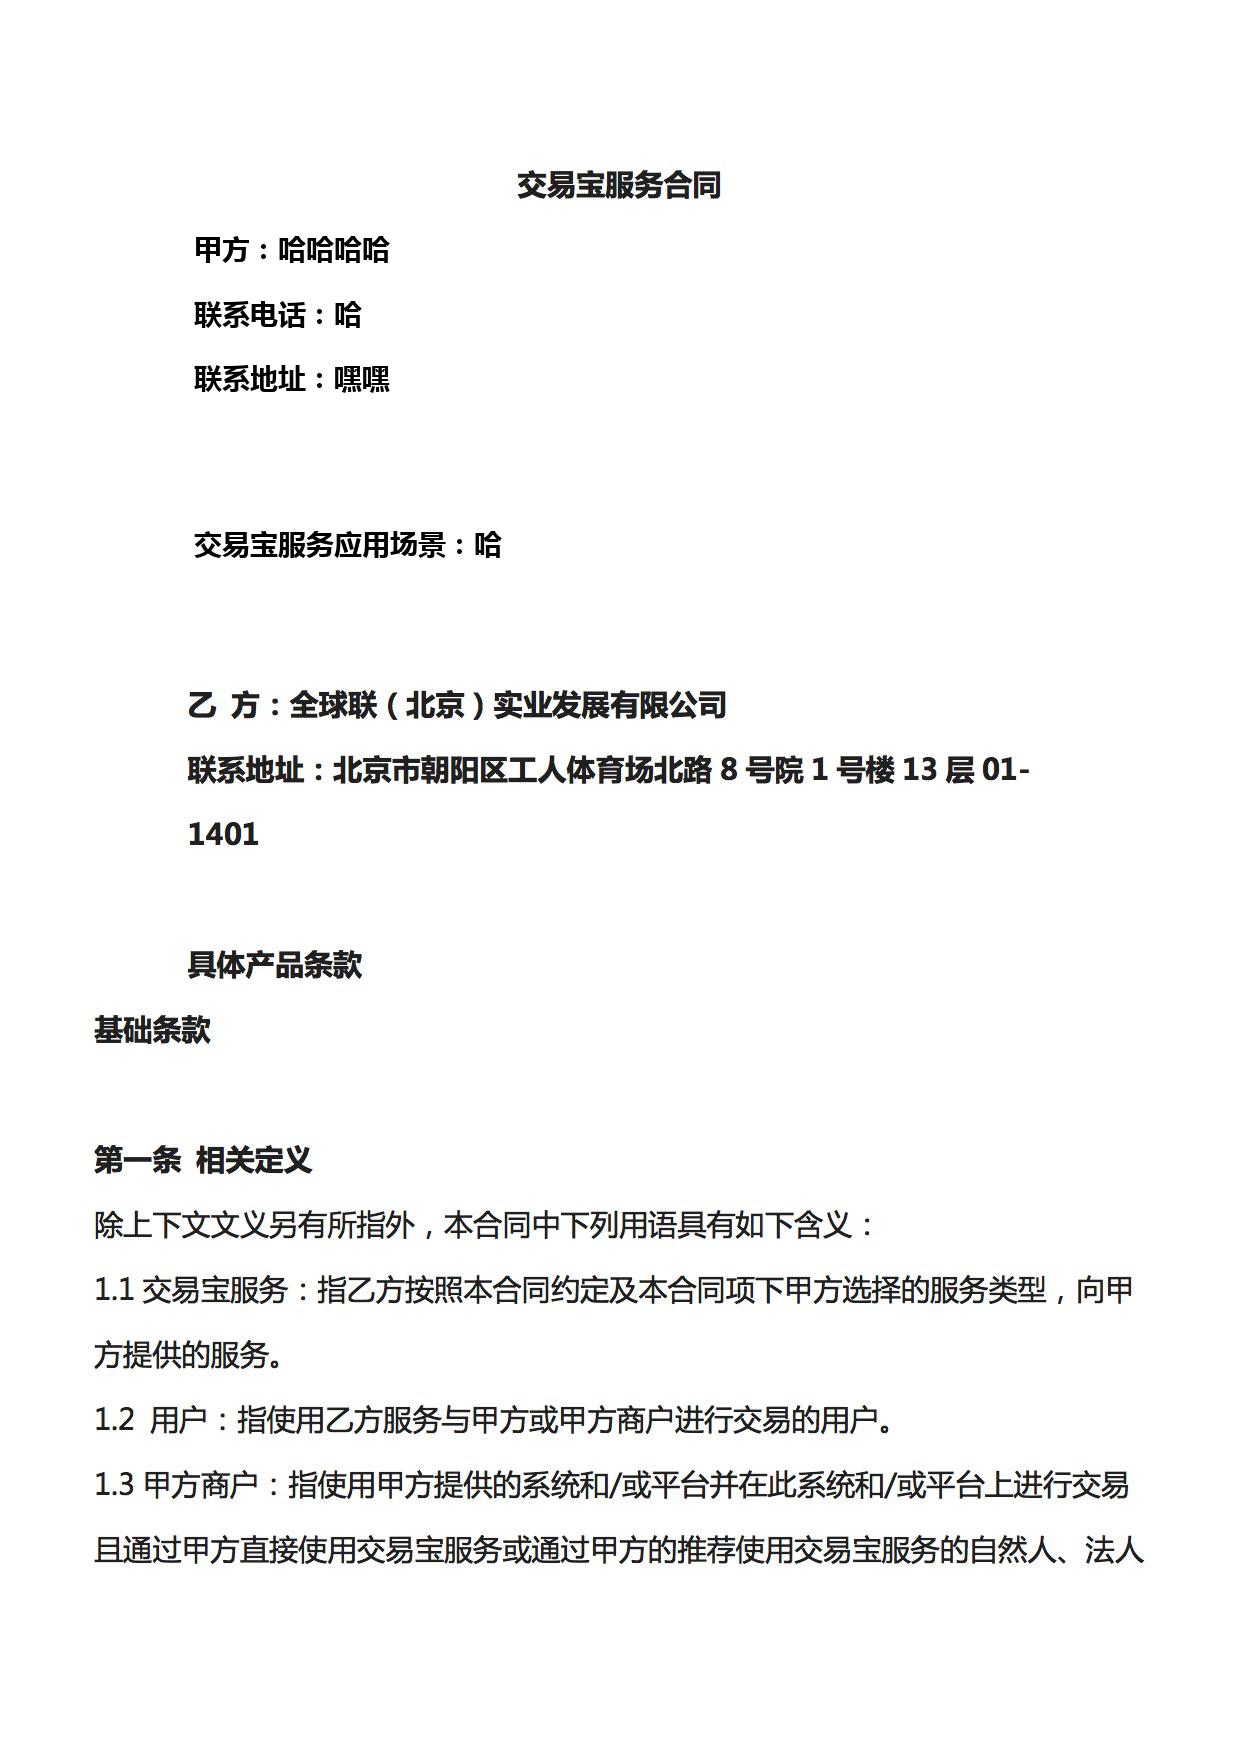 交易宝服务合同
甲方：哈哈哈哈
联系电话：哈
联系地址：嘿嘿
交易宝服务应用场景：哈
乙 方：全球联（北京）实业发展有限公司
联系地址：北京市朝阳区工人体育场北路 8 号院 1 号楼 13 层 01-
1401
具体产品条款
基础条款
第一条 相关定义
除上下文文义另有所指外，本合同中下列用语具有如下含义：
1.1 交易宝服务：指乙方按照本合同约定及本合同项下甲方选择的服务类型，向甲
方提供的服务。
1.2 用户：指使用乙方服务与甲方或甲方商户进行交易的用户。
1.3 甲方商户：指使用甲方提供的系统和/或平台并在此系统和/或平台上进行交易
且通过甲方直接使用交易宝服务或通过甲方的推荐使用交易宝服务的自然人、法人